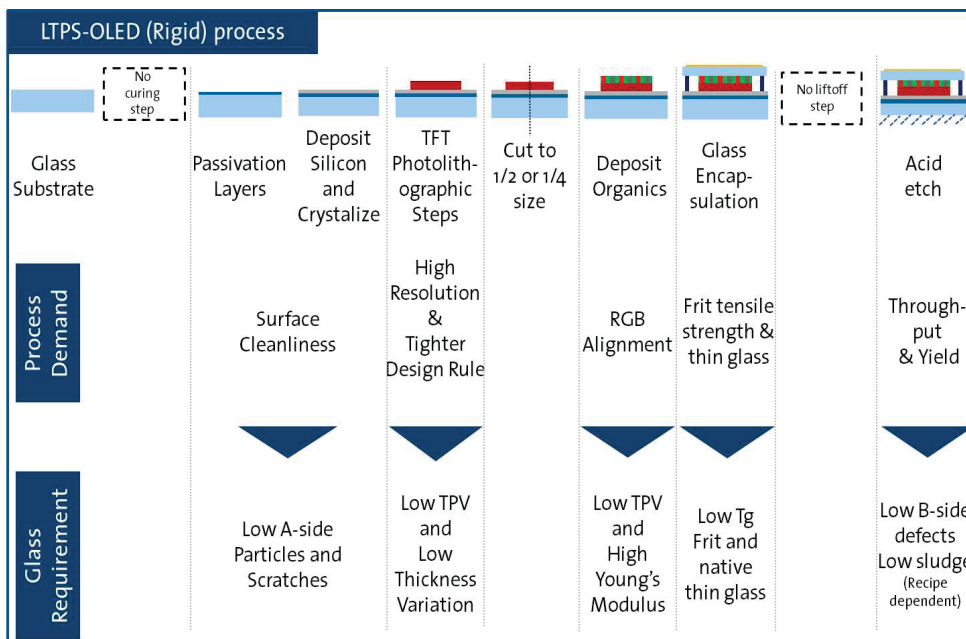 LTPS-OLED (Rigid) process
No
curing
step
No liftoff
step
Glass
Substrate
Passivation
Layers
Deposit
Silicon
and
Crystalize
TFT
Photolith-
ographic
Steps
Cut to
1/2 or 1/4
size
Deposit
Organics
Glass
Encap-
sulation
Acid
etch
Process
Demand
Surface
Cleanliness
High
Resolution
&
Tighter
Design Rule
RGB
Alignment
Frit tensile
strength &
thin glass
Through-
put
& Yield
Glass
Requirement
Low A-side
Particles and
Scratches
Low TPV
and
Low
Thickness
Variation
Low TPV
and
High
Young's
Modulus
Low Tg
Frit and
native
thin glass
Low B-side
defects
Low sludge
(Recipe
dependent)